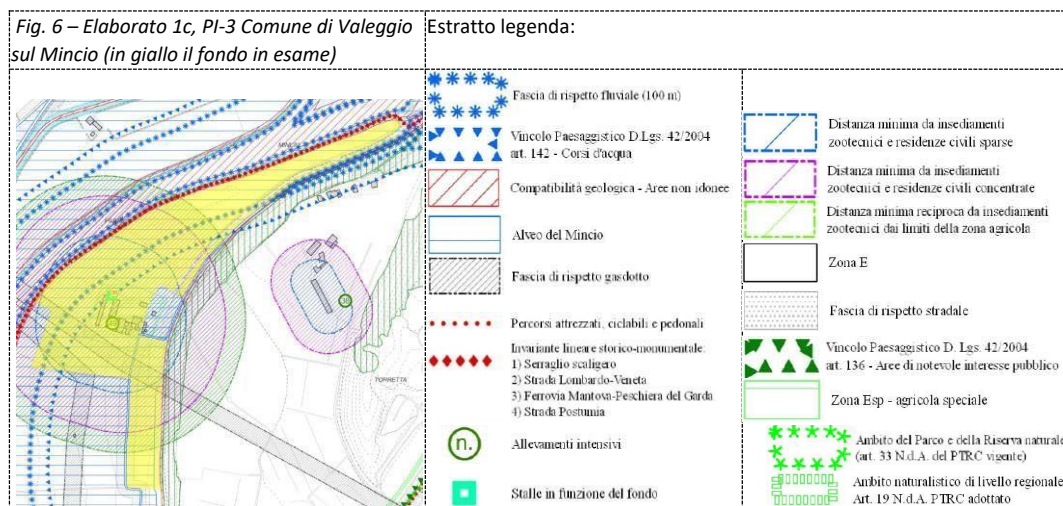 Fig. 6 – Elaborato 1c, PI-3 Comune di Valeggio
sul Mincio (in giallo il fondo in esame)
Estratto legenda:
MINCIO
TORRETTA
38
Fascia di rispetto fluviale (100 m)
Vincolo Paesaggistico D.Lgs. 42/2004
art. 142 - Corsi d'acqua
Compatibilità geologica - Aree non idonee
Alveo del Mincio
Fascia di rispetto gasdotto
Percorsi attrezzati, ciclabili e pedonali
Invariante lineare storico-monumentale:
1) Serraglio scaligero
2) Strada Lombardo-Veneta
3) Ferrovia Mantova-Peschiera del Garda
4) Strada Postumia
n.
Allevamenti intensivi
Stalle in funzione del fondo
Distanza minima da insediamenti
zootecnici e residenze civili sparse
Distanza minima da insediamenti
zootecnici e residenze civili concentrate
Distanza minima reciproca da insediamenti
zootecnici dai limiti della zona agricola
Zona E
Fascia di rispetto stradale
Vincolo Paesaggistico D. Lgs. 42/2004
art. 136 - Aree di notevole interesse pubblico
Zona Esp - agricola speciale
Ambito del Parco e della Riserva naturale
(art. 33 N.d.A. del PTRC vigente)
Ambito naturalistico di livello regionale
Art. 19 N.d.A. PTRC adottato